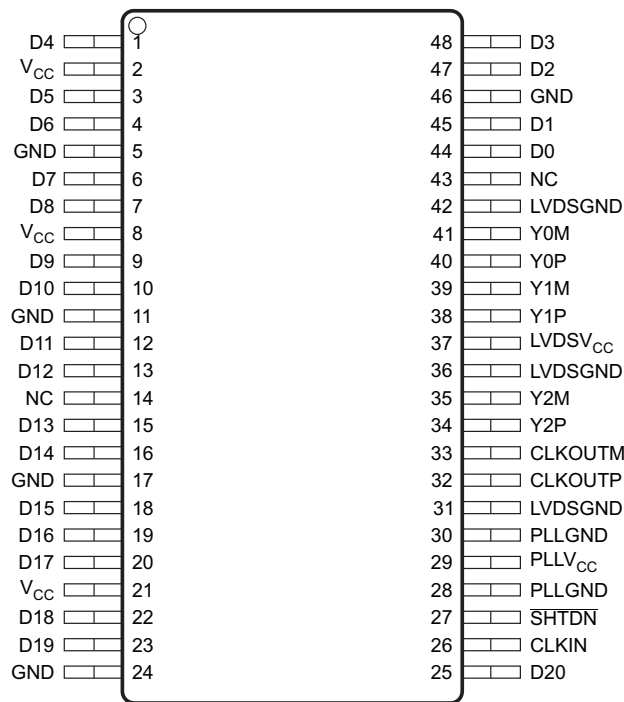 D4 1 48 D3
VCC 2 47 D2
D5 3 46 GND
D6 4 45 D1
GND 5 44 D0
D7 6 43 NC
D8 7 42 LVDSGND
VCC 8 41 Y0M
D9 9 40 Y0P
D10 10 39 Y1M
GND 11 38 Y1P
D11 12 37 LVDSVCC
D12 13 36 LVDSGND
NC 14 35 Y2M
D13 15 34 Y2P
D14 16 33 CLKOUTM
GND 17 32 CLKOUTP
D15 18 31 LVDSGND
D16 19 30 PLLGND
D17 20 29 PLLVCC
VCC 21 28 PLLGND
D18 22 27 SHTDN
D19 23 26 CLKIN
GND 24 25 D20